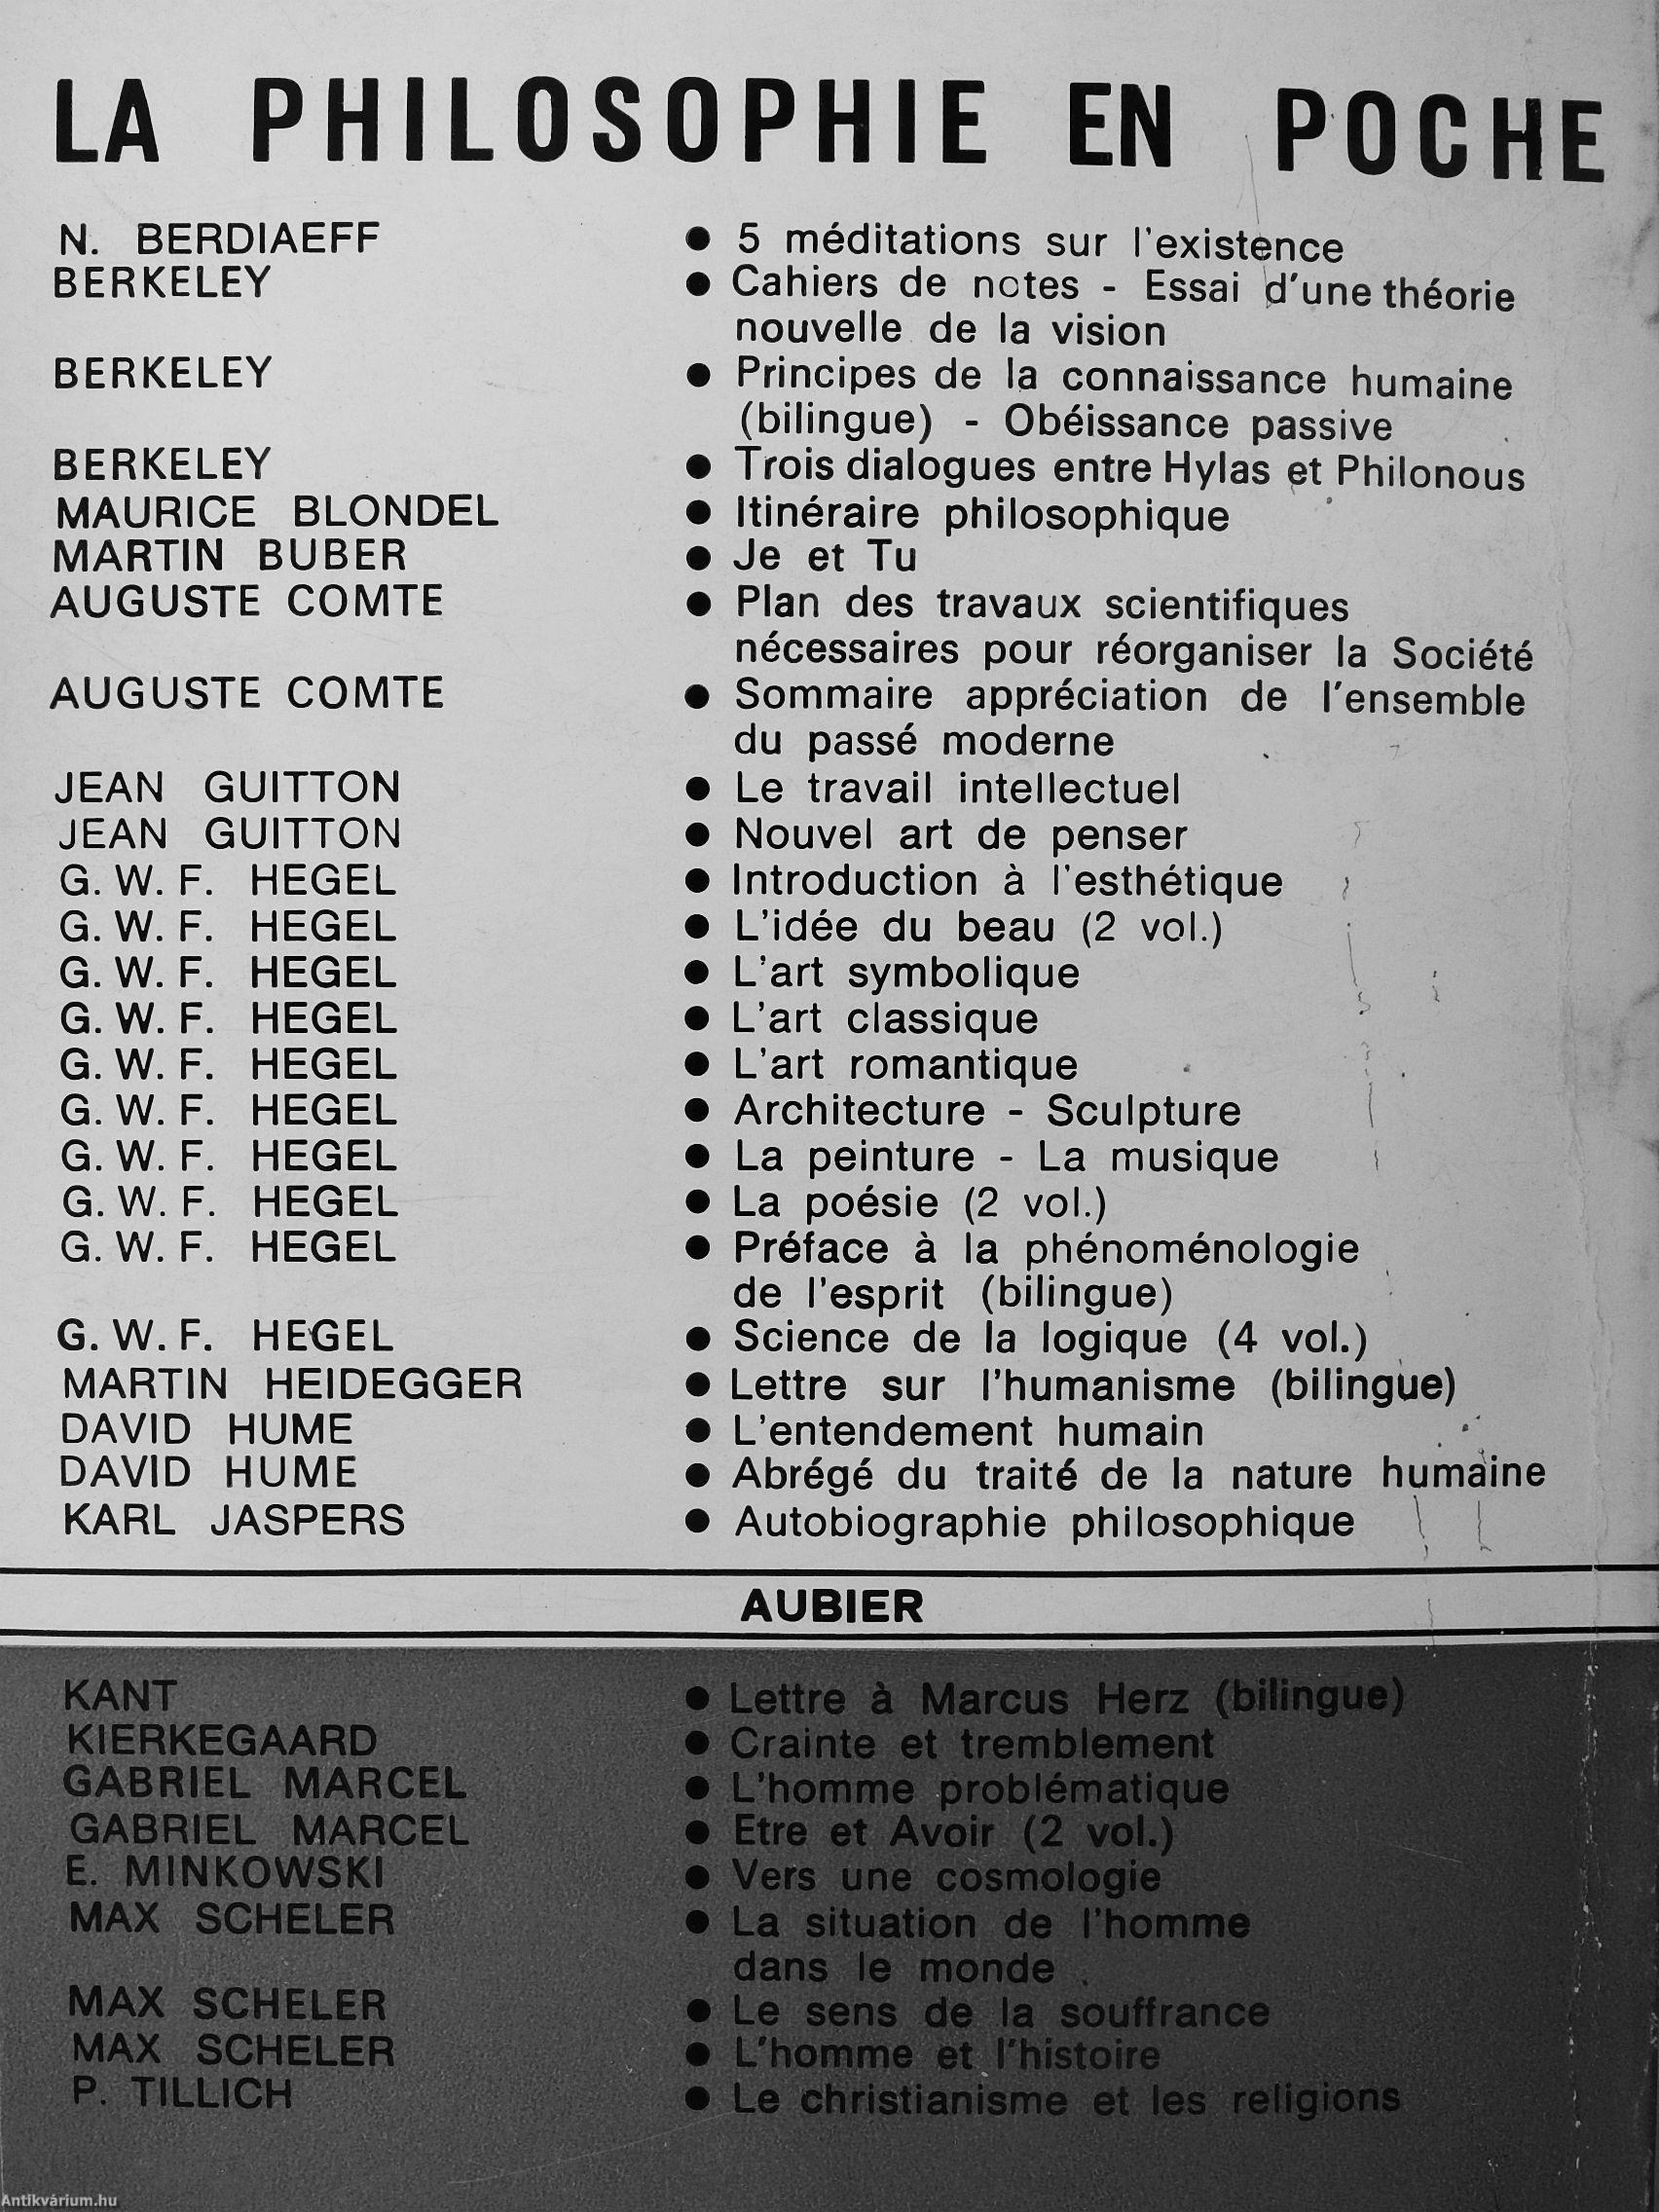 LA PHILOSOPHIE EN POCHE
N. BERDIAEFF ● 5 méditations sur l'existence
BERKELEY ● Cahiers de notes - Essai d'une théorie
nouvelle de la vision
BERKELEY ● Principes de la connaissance humaine
(bilingue) - Obéissance passive
BERKELEY ● Trois dialogues entre Hylas et Philonous
MAURICE BLONDEL ● Itinéraire philosophique
MARTIN BUBER ● Je et Tu
AUGUSTE COMTE ● Plan des travaux scientifiques
nécessaires pour réorganiser la Société
AUGUSTE COMTE ● Sommaire appréciation de l'ensemble
du passé moderne
JEAN GUITTON ● Le travail intellectuel
JEAN GUITTON ● Nouvel art de penser
G. W. F. HEGEL ● Introduction à l'esthétique
G. W. F. HEGEL ● L'idée du beau (2 vol.)
G. W. F. HEGEL ● L'art symbolique
G. W. F. HEGEL ● L'art classique
G. W. F. HEGEL ● L'art romantique
G. W. F. HEGEL ● Architecture - Sculpture
G. W. F. HEGEL ● La peinture - La musique
G. W. F. HEGEL ● La poésie (2 vol.)
G. W. F. HEGEL ● Préface à la phénoménologie
de l'esprit (bilingue)
G. W. F. HEGEL ● Science de la logique (4 vol.)
MARTIN HEIDEGGER ● Lettre sur l'humanisme (bilingue)
DAVID HUME ● L'entendement humain
DAVID HUME ● Abrégé du traité de la nature humaine
KARL JASPERS ● Autobiographie philosophique
AUBIER
KANT ● Lettre à Marcus Herz (bilingue)
KIERKEGAARD ● Crainte et tremblement
GABRIEL MARCEL ● L'homme problématique
GABRIEL MARCEL ● Etre et Avoir (2 vol.)
E. MINKOWSKI ● Vers une cosmologie
MAX SCHELER ● La situation de l'homme
dans le monde
MAX SCHELER ● Le sens de la souffrance
MAX SCHELER ● L'homme et l'histoire
P. TILLICH ● Le christianisme et les religions
Antikvárium.hu